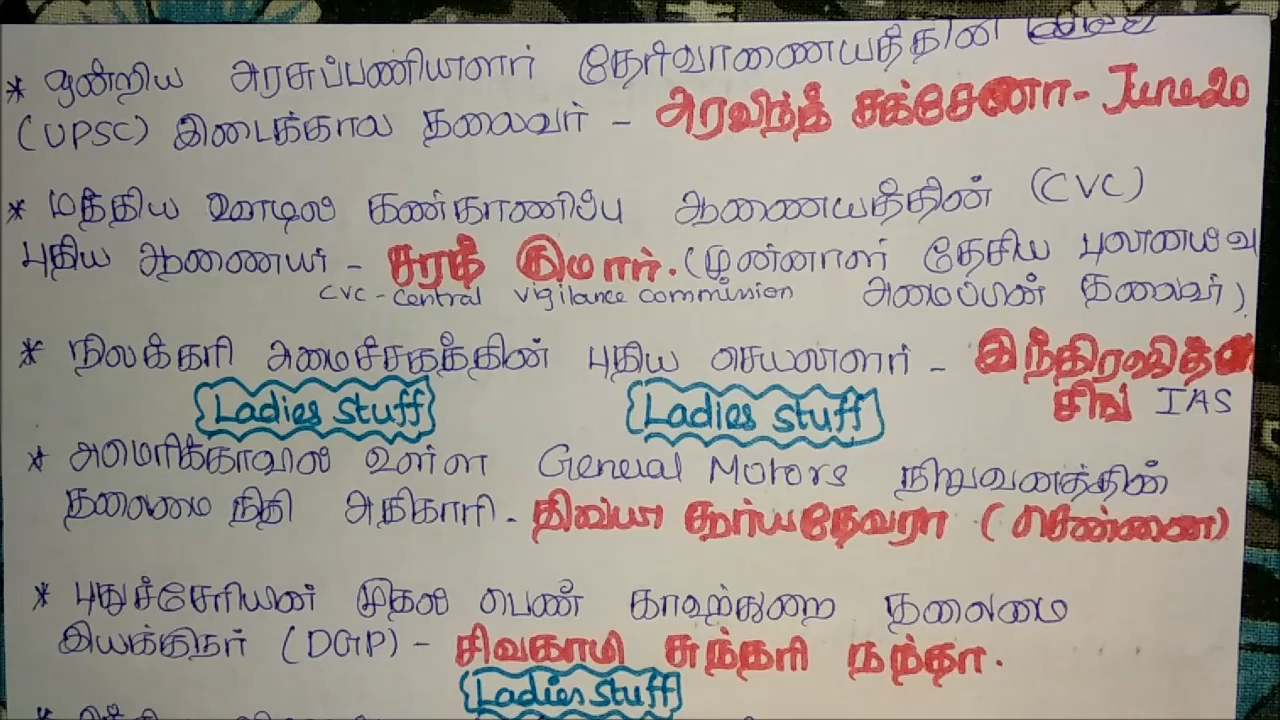 * ஒன்றிய அரசுப்பணியாளர் தேர்வாணையத்தின்
(UPSC) இடைக்கால தலைவர் - அரவிந்த் சக்சேனா - June 20
* மத்திய ஊழல் கண்காணிப்பு ஆணையத்தின் (CVC)
புதிய ஆணையர் - சரத் குமார். (முன்னாள் தேசிய புலனாய்வு
CVC - Central Vigilance Commission அமைப்பின் தலைவர்).
* நிலக்கரி அமைச்சகத்தின் புதிய செயலாளர் - இந்திரஜித்
சிங் IAS
Ladies Stuff Ladies Stuff
* அமெரிக்காவில் உள்ள General Motors நிறுவனத்தின்
தலைமை நிதி அதிகாரி - திவ்யா சூர்யதேவரா (சென்னை)
* புதுச்சேரியின் முதல் பெண் காவற்துறை தலைமை
இயக்குநர் (DGP) - சிவகாமி சுந்தரி நந்தா.
Ladies Stuff